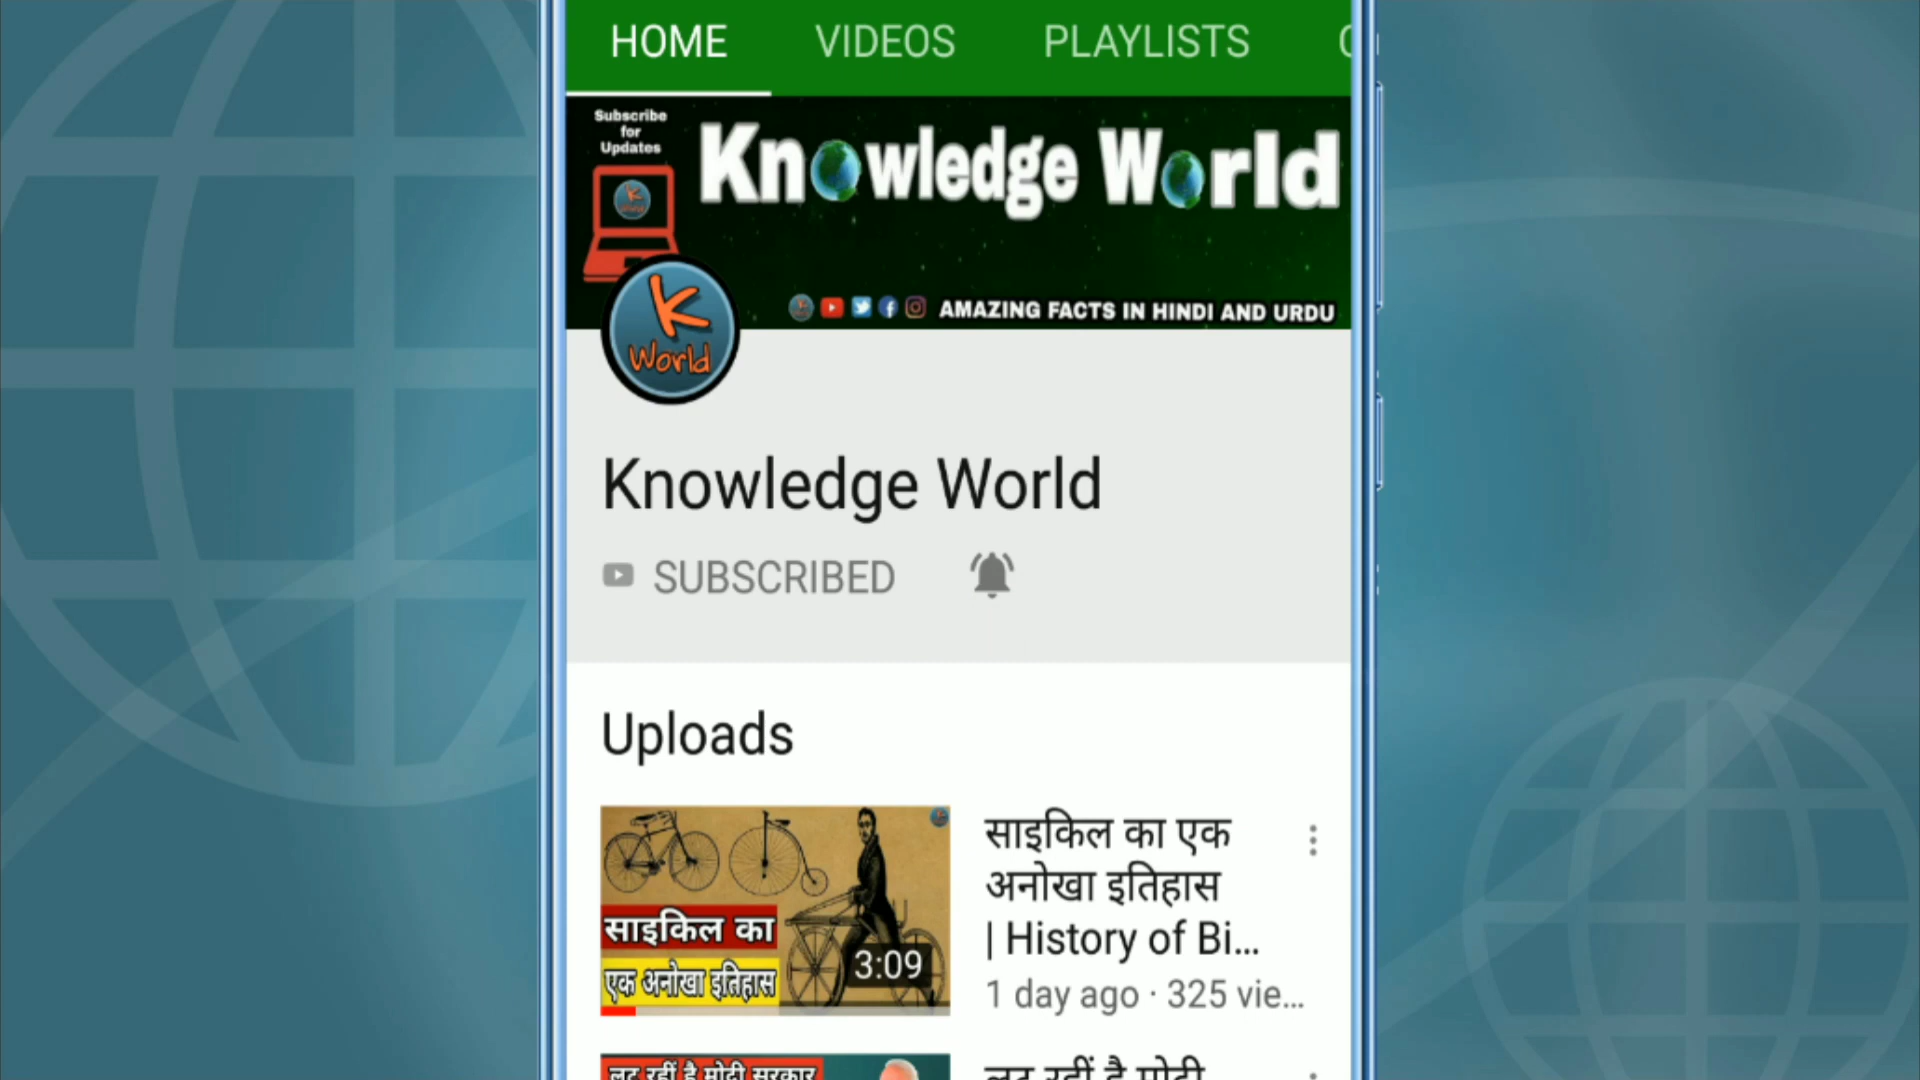 HOME VIDEOS PLAYLISTS
Subscribe
for
Updates
Knowledge World
K
World
AMAZING FACTS IN HINDI AND URDU
Knowledge World
SUBSCRIBED
Uploads
साइकिल का
एक अनोखा इतिहास
3:09
साइकिल का एक
अनोखा इतिहास
| History of Bi...
1 day ago · 325 vie...